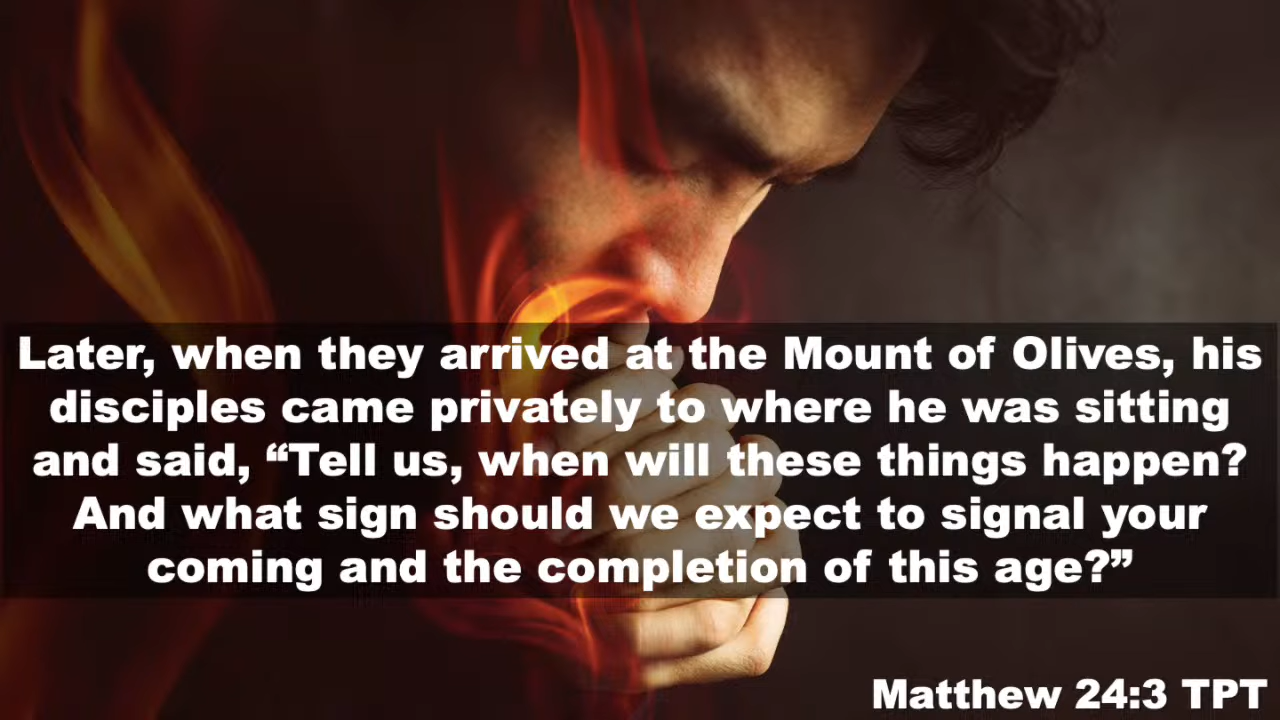 Later, when they arrived at the Mount of Olives, his
disciples came privately to where he was sitting
and said, “Tell us, when will these things happen?
And what sign should we expect to signal your
coming and the completion of this age?”
Matthew 24:3 TPT